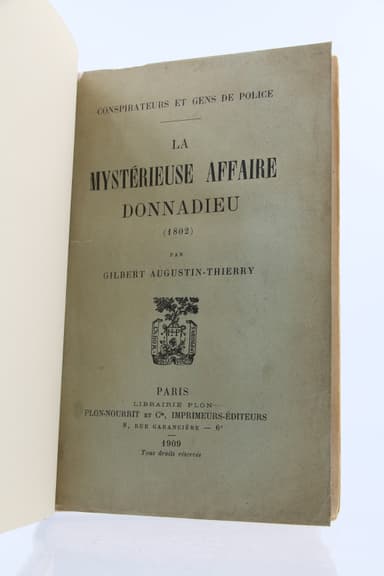 CONSPIRATEURS ET GENS DE POLICE
LA
MYSTÉRIEUSE AFFAIRE
DONNADIEU
(1802)
PAR
GILBERT AUGUSTIN-THIERRY
PARIS
LIBRAIRIE PLON
PLON-NOURRIT ET Cie, IMPRIMEURS-ÉDITEURS
8, RUE GARANCIÈRE — 6e
1909
Tous droits réservés